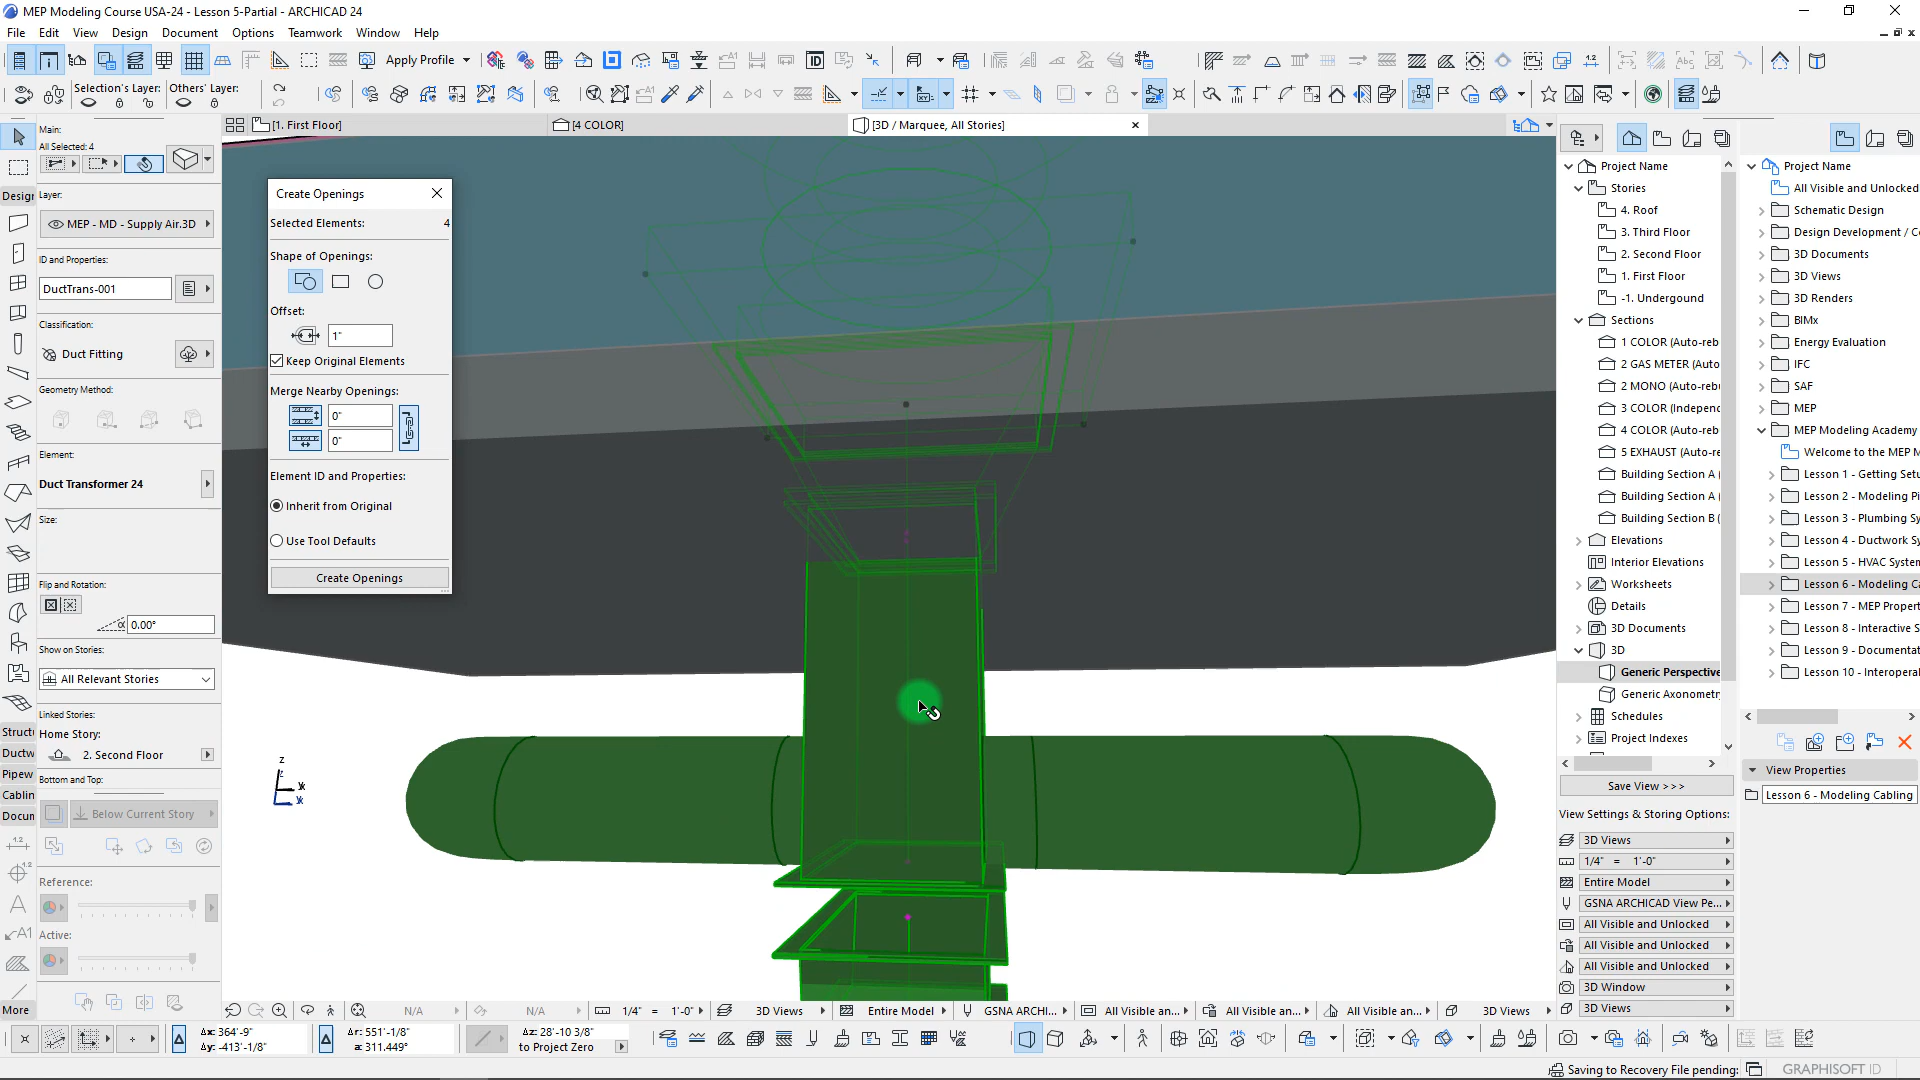 MEP Modeling Course USA-24 - Lesson 5-Partial - ARCHICAD 24
File Edit View Design Document Options Teamwork Window Help
Apply Profile
Selection's Layer:
Others' Layer:
Main:
All Selected: 4
[1. First Floor]
[4 COLOR]
[3D / Marquee, All Stories]
Design
Layer:
MEP - MD - Supply Air.3D
ID and Properties:
DuctTrans-001
Classification:
Duct Fitting
Geometry Method:
Element:
Duct Transformer 24
Size:
Flip and Rotation:
0.00°
Show on Stories:
All Relevant Stories
Linked Stories:
Home Story:
2. Second Floor
Bottom and Top:
Below Current Story
Reference:
Active:
Struct
Ductw
Pipew
Cablin
Docum
More
Create Openings
Selected Elements: 4
Shape of Openings:
Offset:
1"
Keep Original Elements
Merge Nearby Openings:
0"
0"
Element ID and Properties:
Inherit from Original
Use Tool Defaults
Create Openings
z
z
Project Name
Stories
4. Roof
3. Third Floor
2. Second Floor
1. First Floor
-1. Undergound
Sections
1 COLOR (Auto-reb
2 GAS METER (Auto
2 MONO (Auto-rebu
3 COLOR (Independ
4 COLOR (Auto-reb
5 EXHAUST (Auto-re
Building Section A (
Building Section A (
Building Section B (
Elevations
Interior Elevations
Worksheets
Details
3D Documents
3D
Generic Perspective
Generic Axonometr
Schedules
Project Indexes
Save View >>>
View Settings & Storing Options:
3D Views
1/4" = 1'-0"
Entire Model
GSNA ARCHICAD View Pe...
All Visible and Unlocked
All Visible and Unlocked
All Visible and Unlocked
3D Window
3D Views
Project Name
All Visible and Unlocked
Schematic Design
Design Development / C
3D Documents
3D Views
3D Renders
BIMx
Energy Evaluation
IFC
SAF
MEP
MEP Modeling Academy
Welcome to the MEP M
Lesson 1 - Getting Setu
Lesson 2 - Modeling Pi
Lesson 3 - Plumbing Sy
Lesson 4 - Ductwork Sy
Lesson 5 - HVAC System
Lesson 6 - Modeling Ca
Lesson 7 - MEP Propert
Lesson 8 - Interactive S
Lesson 9 - Documentat
Lesson 10 - Interoperal
View Properties
Lesson 6 - Modeling Cabling
N/A N/A 1/4" = 1'-0" 3D Views Entire Model GSNA ARCHI... All Visible an... All Visible an... All Visible an... 3D Views
Δx: 364'-9"
Δy: -413'-1/8"
Δr: 551'-1/8"
a: 311.449°
Δz: 28'-10 3/8"
to Project Zero
Saving to Recovery File pending:
GRAPHISOFT ID